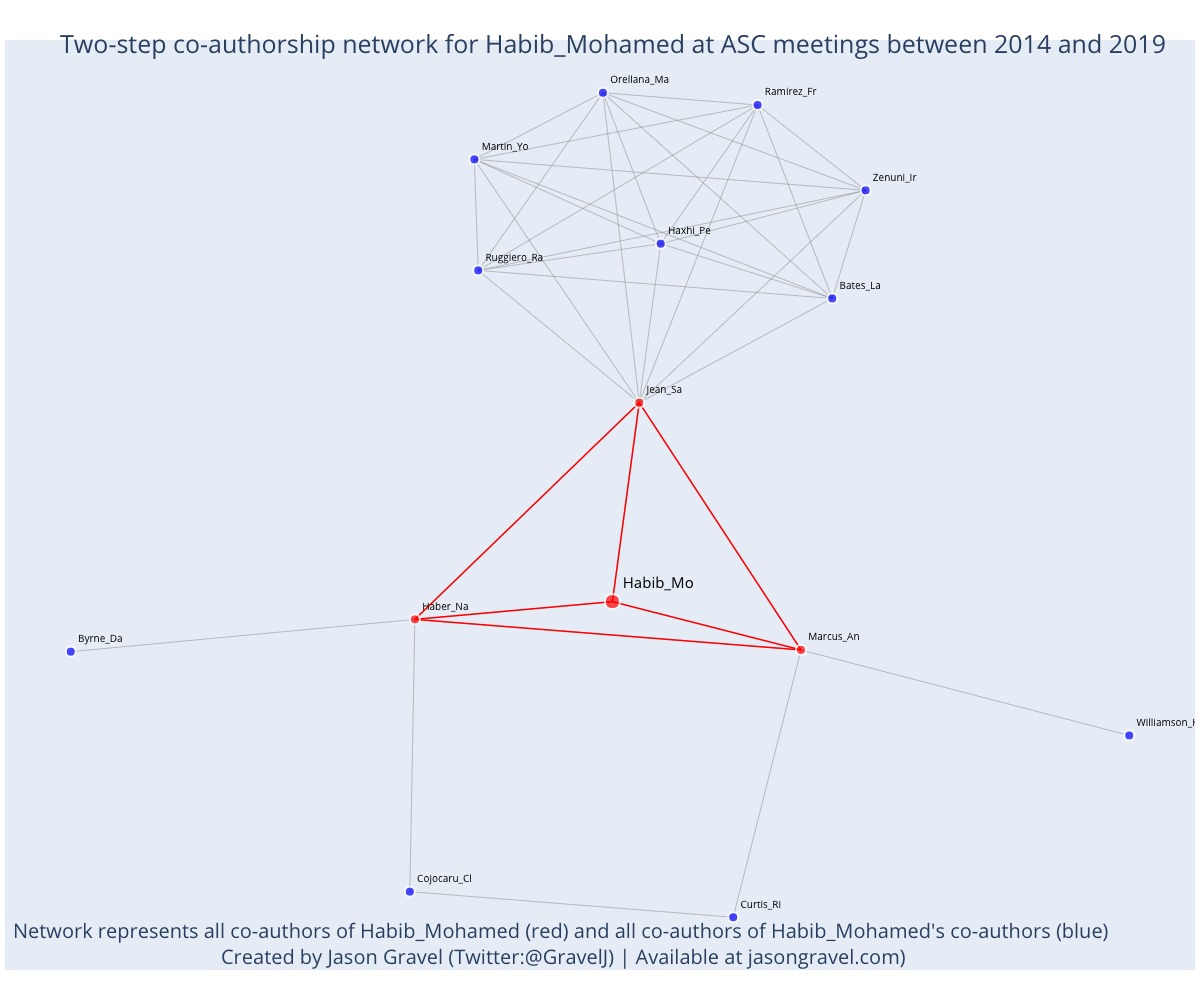 Two-step co-authorship network for Habib_Mohamed at ASC meetings between 2014 and 2019
Orellana_Ma
Ramirez_Fr
Martin_Yo
Zenuni_Ir
Haxhi_Pe
Ruggiero_Ra
Bates_La
Jean_Sa
Habib_Mo
Haber_Na
Byrne_Da
Marcus_An
Williamson_H
Cojocaru_Cl
Curtis_Ri
Network represents all co-authors of Habib_Mohamed (red) and all co-authors of Habib_Mohamed's co-authors (blue)
Created by Jason Gravel (Twitter:@GravelJ) | Available at jasongravel.com)